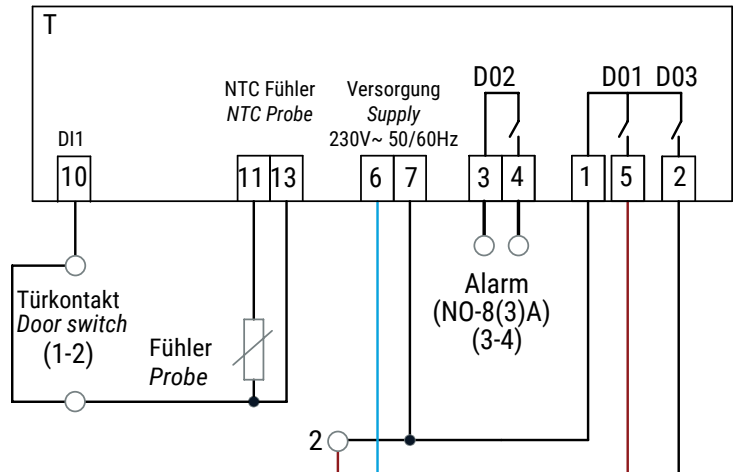 T
D02
D01 D03
NTC Fühler
NTC Probe
Versorgung
Supply
230V~ 50/60Hz
DI1
10
11 13
6 7
3 4
1 5 2
Türkontakt
Door switch
(1-2)
Fühler
Probe
Alarm
(NO-8(3)A)
(3-4)
2